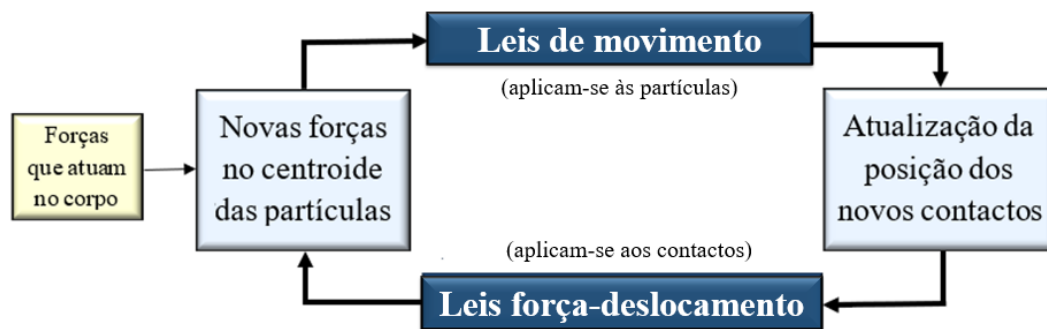 Leis de movimento
(aplicam-se às partículas)
Forças
que atuam
no corpo
Novas forças
no centroide
das partículas
Atualização da
posição dos
novos contactos
(aplicam-se aos contactos)
Leis força-deslocamento